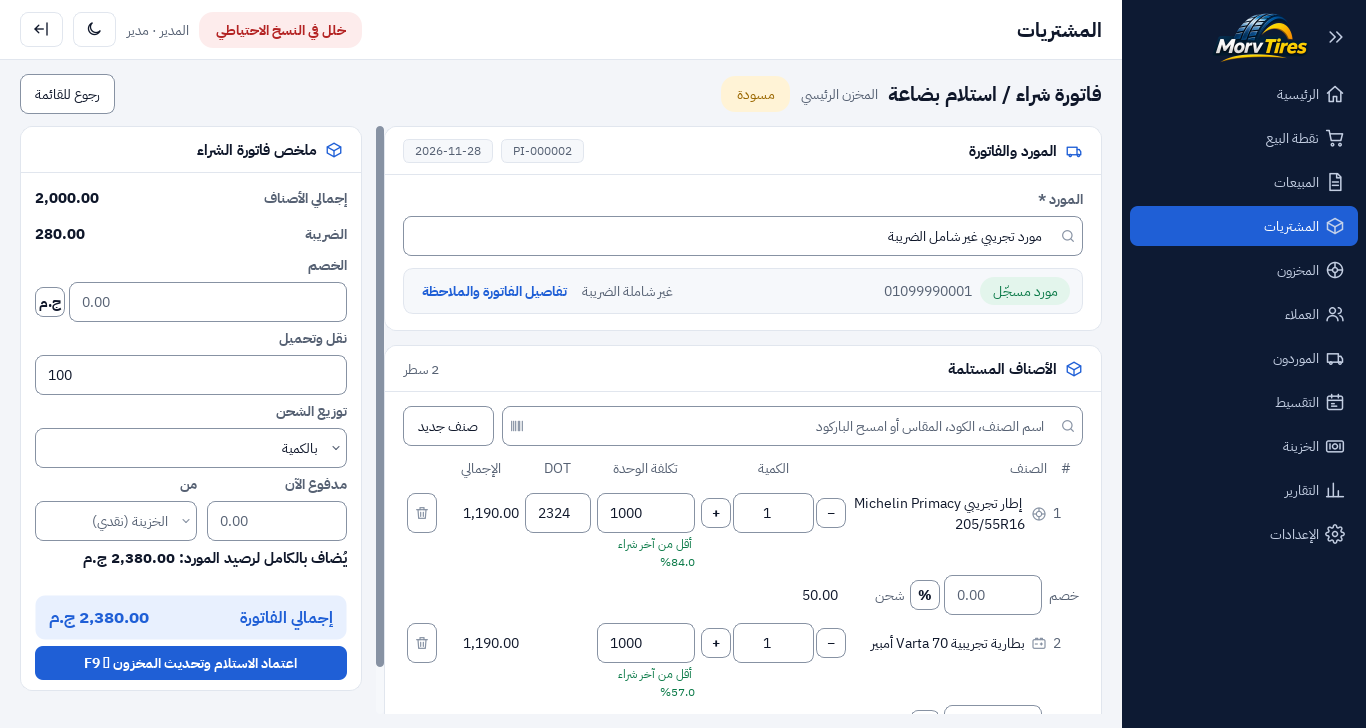 MorvTires
الرئيسية
نقطة البيع
المبيعات
المشتريات
المخزون
العملاء
الموردون
التقسيط
الخزينة
التقارير
الإعدادات
المشتريات
خلل في النسخ الاحتياطي
المدير · مدير
فاتورة شراء / استلام بضاعة
المخزن الرئيسي
مسودة
رجوع للقائمة
المورد والفاتورة
PI-000002
2026-11-28
المورد *
مورد تجريبي غير شامل الضريبة
مورد مسجّل
01099990001
غير شاملة الضريبة
تفاصيل الفاتورة والملاحظة
الأصناف المستلمة
2 سطر
اسم الصنف، الكود، المقاس أو امسح الباركود
صنف جديد
# الصنف الكمية تكلفة الوحدة DOT الإجمالي
1 إطار تجريبي Michelin Primacy 205/55R16 − 1 + 1000 2324 1,190.00
أقل من آخر شراء
84.0%
خصم 0.00 % شحن 50.00
2 بطارية تجريبية Varta 70 أمبير − 1 + 1000 1,190.00
أقل من آخر شراء
57.0%
ملخص فاتورة الشراء
إجمالي الأصناف 2,000.00
الضريبة 280.00
الخصم
0.00 ج.م
نقل وتحميل
100
توزيع الشحن
بالكمية
مدفوع الآن
0.00
من
الخزينة (نقدي)
يُضاف بالكامل لرصيد المورد: 2,380.00 ج.م
إجمالي الفاتورة 2,380.00 ج.م
اعتماد الاستلام وتحديث المخزون F9